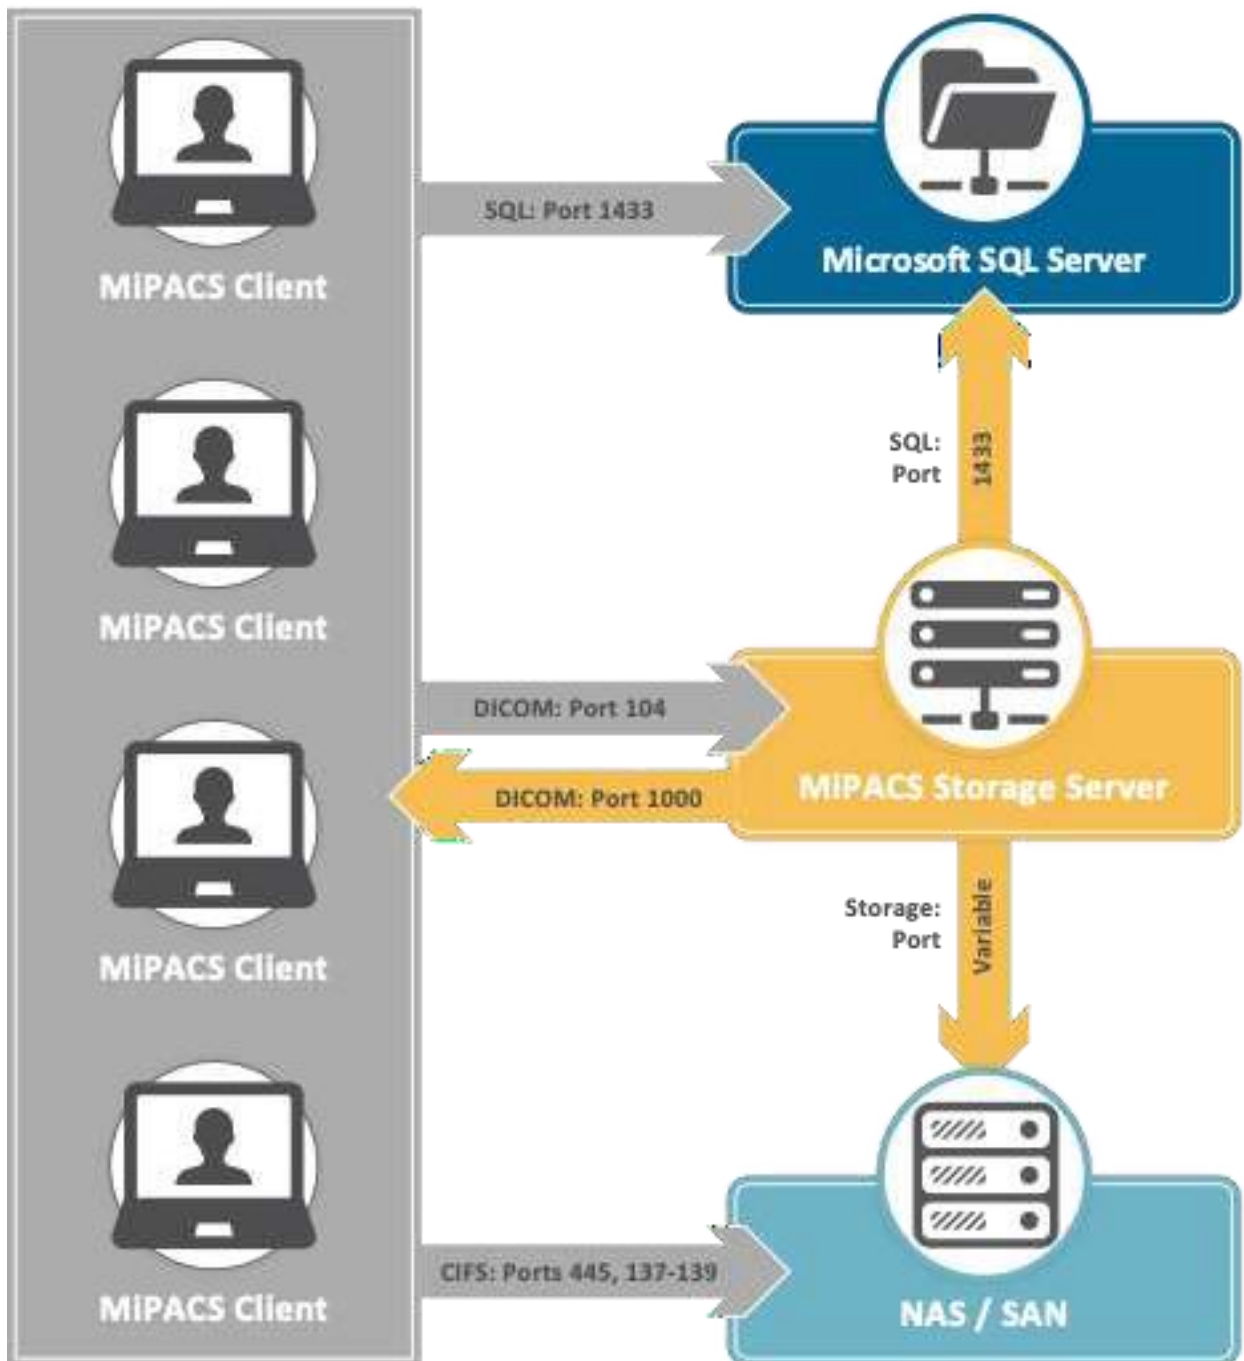 MiPACS Client
SQL: Port 1433
Microsoft SQL Server
SQL:
Port
1433
MiPACS Client
DICOM: Port 104
DICOM: Port 1000
MiPACS Storage Server
MiPACS Client
Storage:
Port
Variable
CIFS: Ports 445, 137-139
MiPACS Client
NAS / SAN